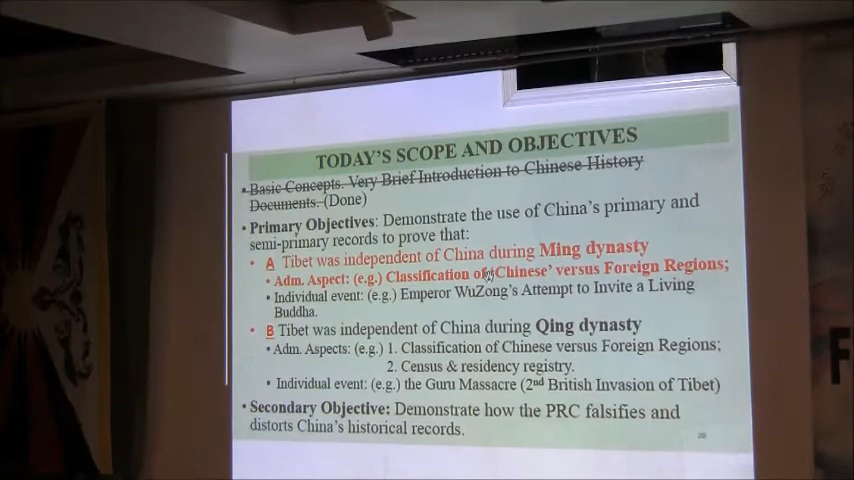 TODAY'S SCOPE AND OBJECTIVES
• Basic Concepts. Very Brief Introduction to Chinese History
Documents. (Done)
• Primary Objectives: Demonstrate the use of China's primary and
semi-primary records to prove that:
• A Tibet was independent of China during Ming dynasty
• Adm. Aspect: (e.g.) Classification of 'Chinese' versus Foreign Regions;
• Individual event: (e.g.) Emperor WuZong's Attempt to Invite a Living
Buddha.
• B Tibet was independent of China during Qing dynasty
• Adm. Aspects: (e.g.) 1. Classification of Chinese versus Foreign Regions;
2. Census & residency registry.
• Individual event: (e.g.) the Guru Massacre (2nd British Invasion of Tibet)
• Secondary Objective: Demonstrate how the PRC falsifies and
distorts China's historical records.
20
F